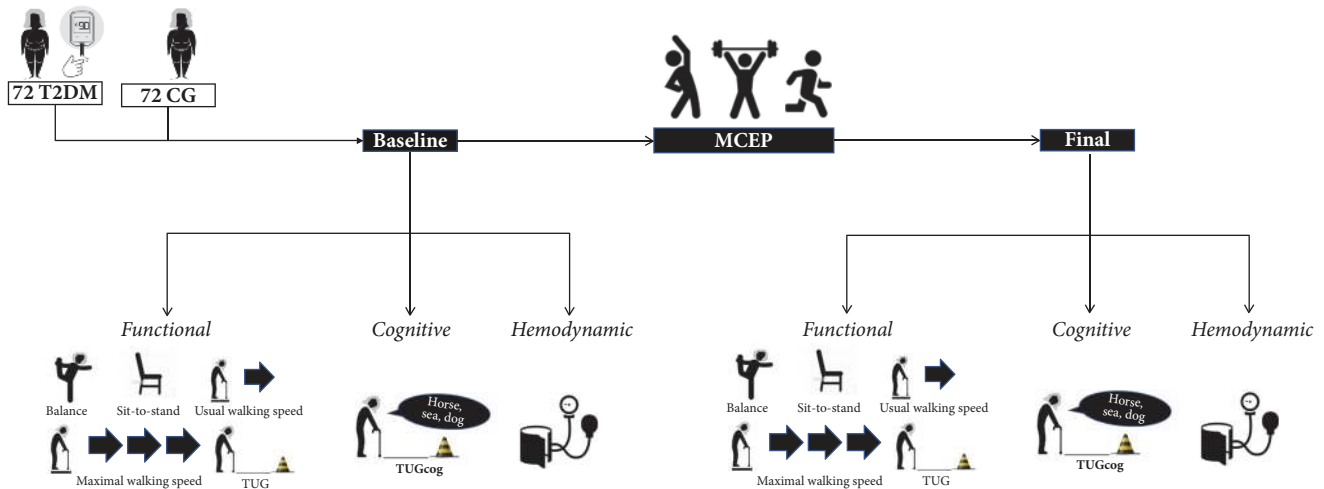 90
72 T2DM
72 CG
Baseline
MCEP
Final
Functional
Cognitive
Hemodynamic
Balance
Sit-to-stand
Usual walking speed
Horse,
sea, dog
TUGcog
Maximal walking speed
TUG
Functional
Cognitive
Hemodynamic
Balance
Sit-to-stand
Usual walking speed
Horse,
sea, dog
TUGcog
Maximal walking speed
TUG